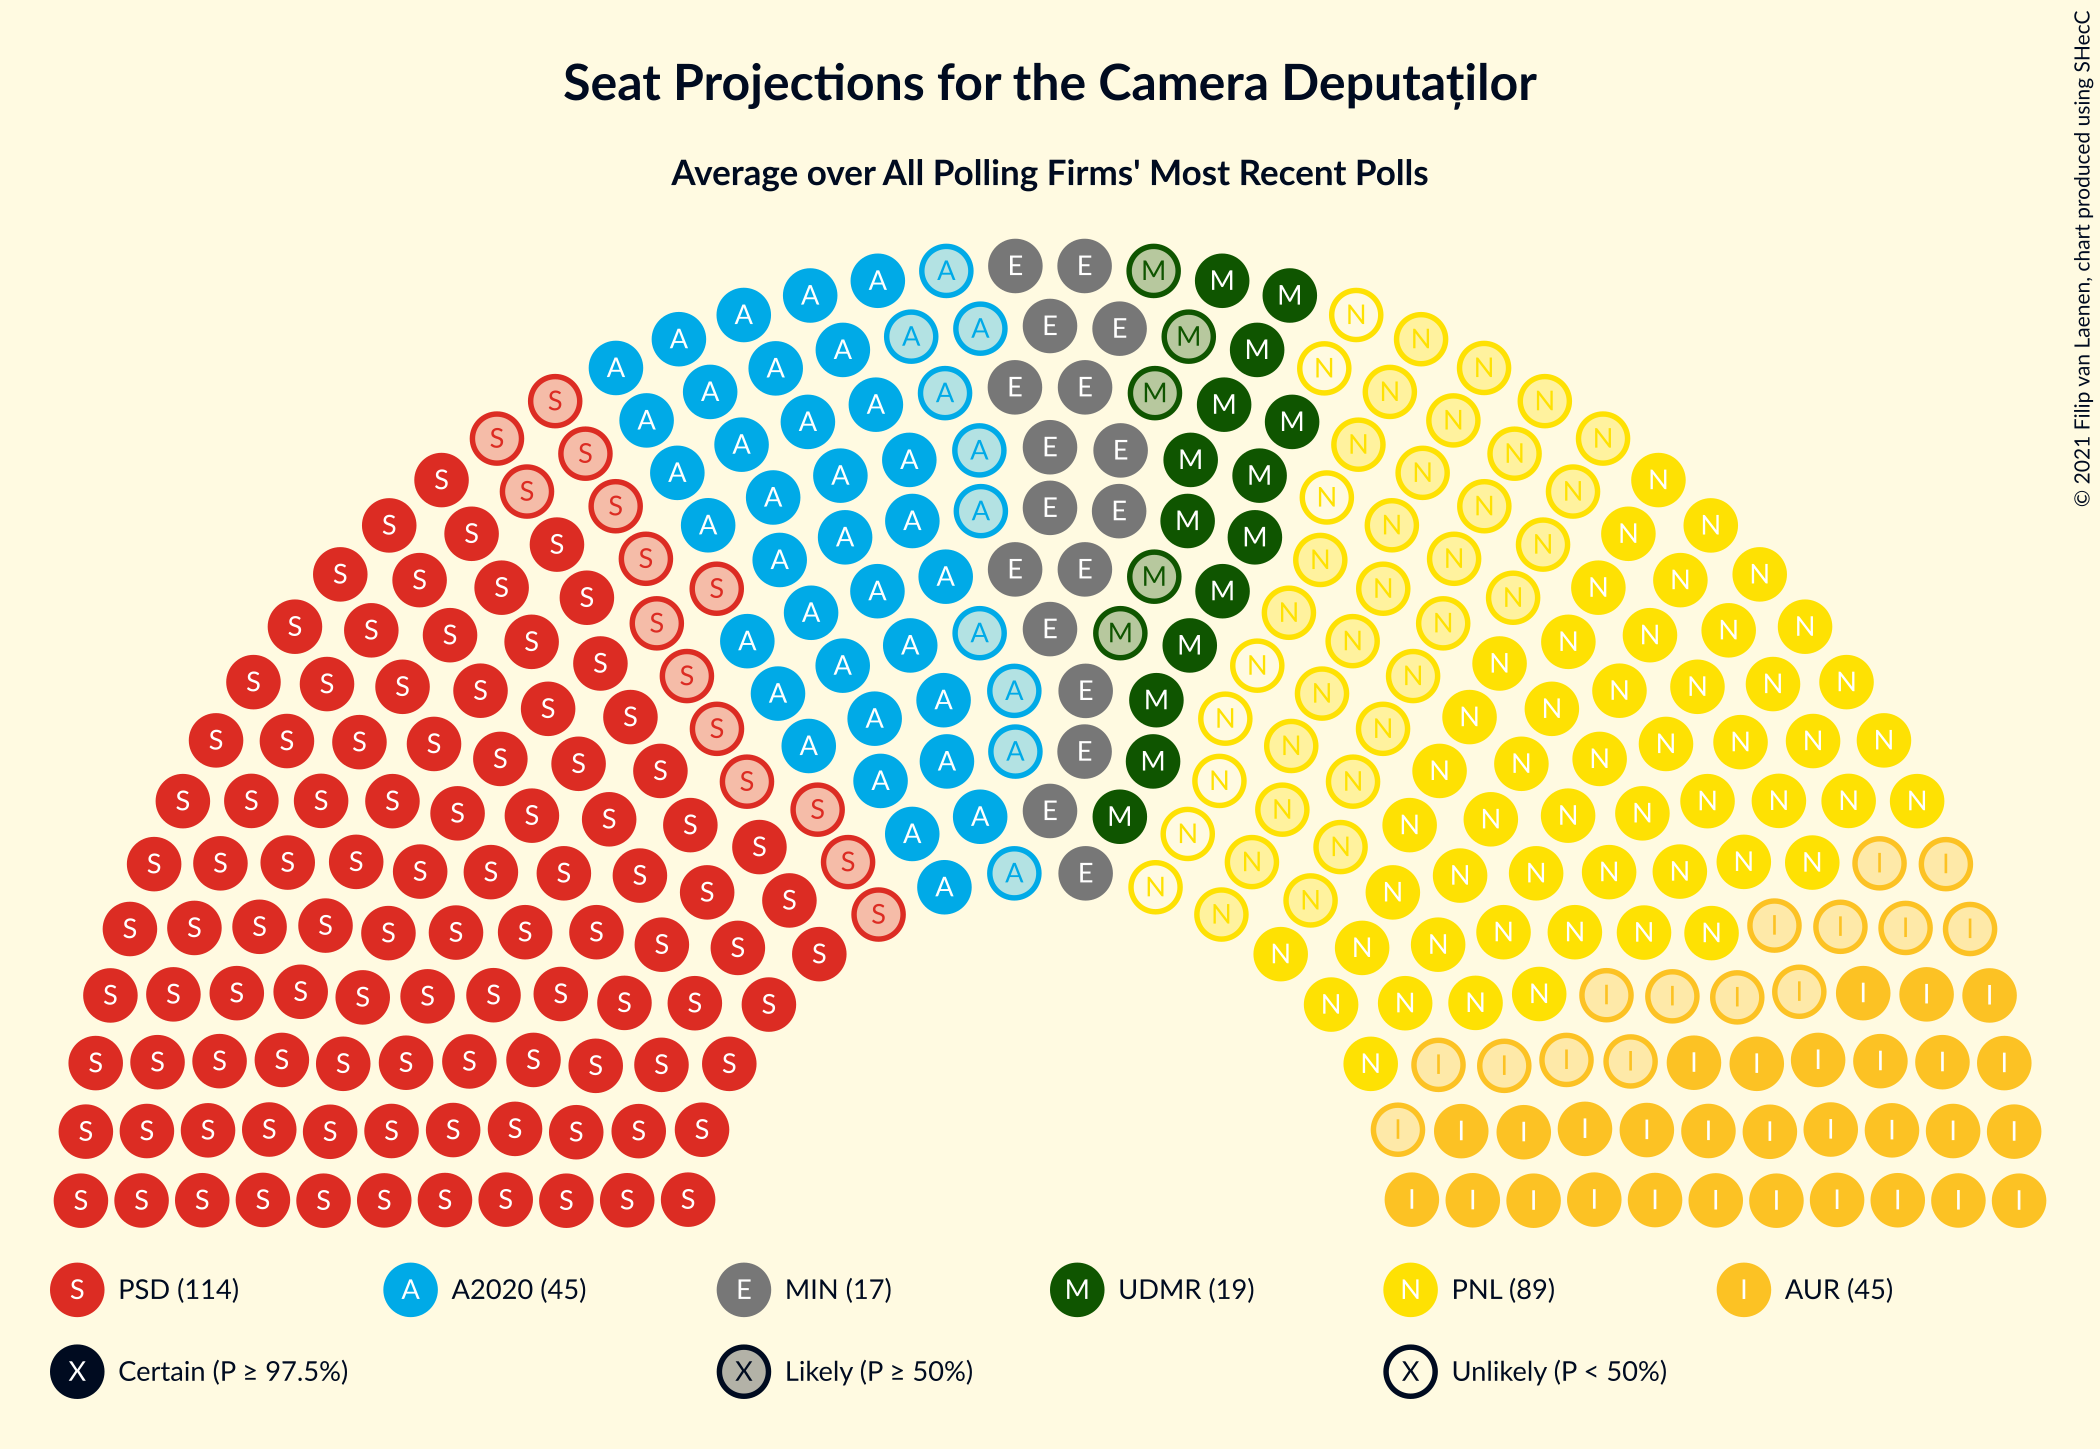 Seat Projections for the Camera Deputaților
Average over All Polling Firms' Most Recent Polls
© 2021 Filip van Laenen, chart produced using SHecC
S PSD (114) A A2020 (45) E MIN (17) M UDMR (19) N PNL (89) I AUR (45)
X Certain (P ≥ 97.5%) X Likely (P ≥ 50%) X Unlikely (P < 50%)